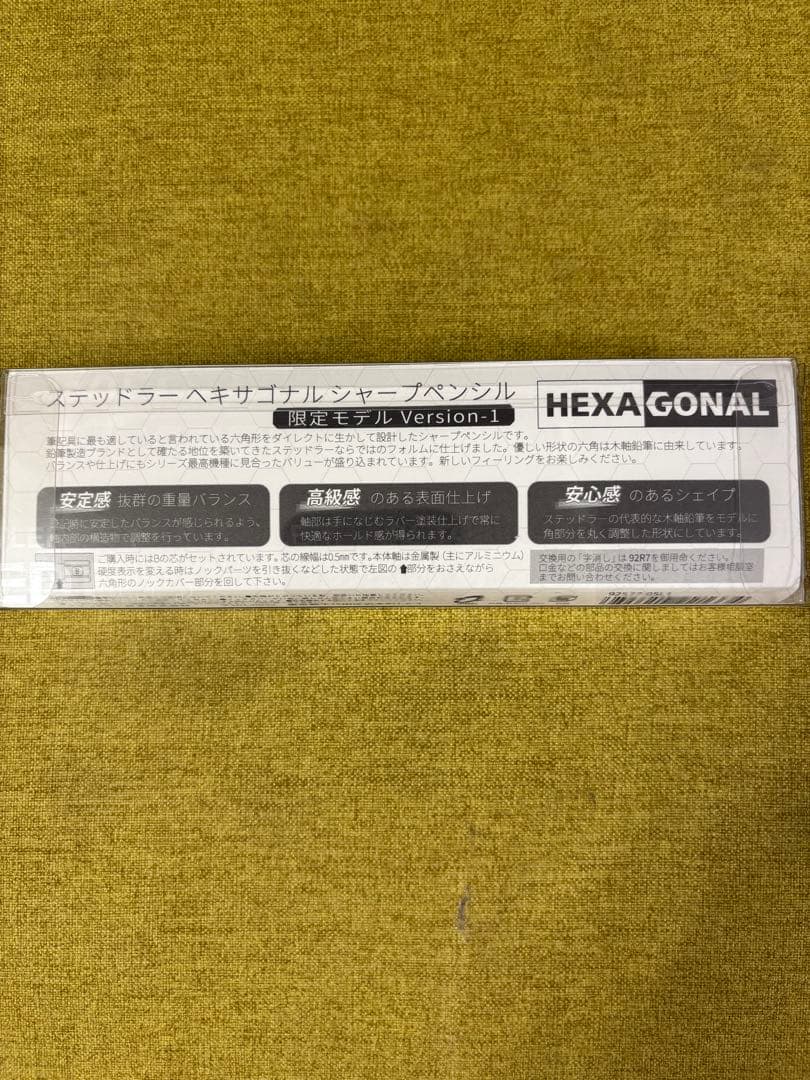 ステッドラー ヘキサゴナル シャープペンシル
限定モデル Version-1
HEXAGONAL
筆記具に最も適していると言われている六角形をダイレクトに生かして設計したシャープペンシルです。
鉛筆製造ブランドとして確たる地位を築いてきたステッドラーならではのフォルムに仕上げました。優しい形状の六角は木軸鉛筆に由来しています。
バランスや仕上げにもシリーズ最高機種に見合ったバリューが盛り込まれています。新しいフィーリングをお楽しみください。
安定感 抜群の重量バランス
筆記時に安定したバランスが感じられるよう、
軸内部の構造物で調整を行っています。
高級感 のある表面仕上げ
軸部は手になじむラバー塗装仕上げで常に
快適なホールド感が得られます。
安心感 のあるシェイプ
ステッドラーの代表的な木軸鉛筆をモデルに
角部分を丸く調整した形状にしています。
ご購入時にはBの芯がセットされています。芯の線幅は0.5mmです。本体軸は金属製（主にアルミニウム）
硬度表示を変える時はノックパーツを引き抜くなどした状態で左図の⬆部分をおさえながら
六角形のノックカバー部分を回して下さい。
交換用の「字消し」は 92R7を御用命ください。
口金などの部品の交換に関しましてはお客様相談室
までお問い合わせください。